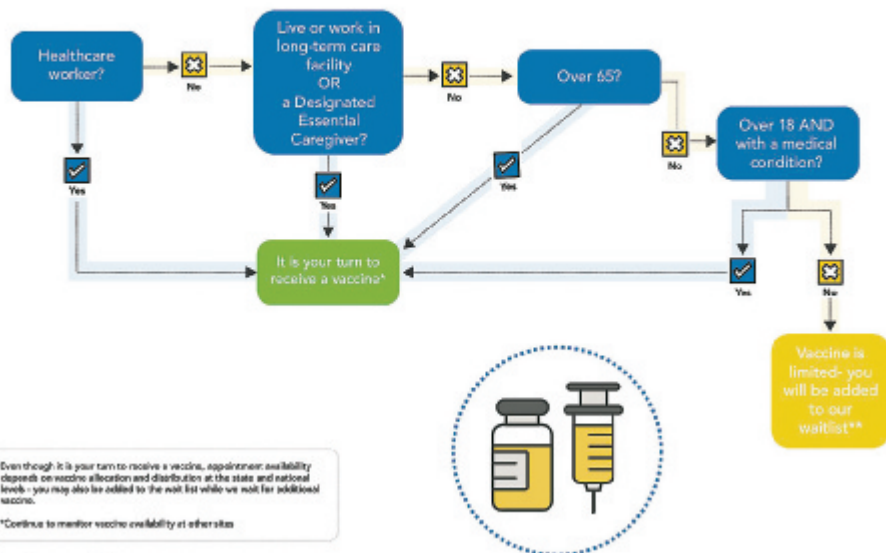 Healthcare
worker?
No
Live or work in
long-term care
facility
OR
a Designated
Essential
Caregiver?
No
Over 65?
No
Over 18 AND
with a medical
condition?
Yes
Yes
Yes
It is your turn to
receive a vaccine*
Yes
No
Vaccine is
limited- you
will be added
to our
waitlist**
Even though it is your turn to receive a vaccine, appointment availability
depends on vaccine allocation and distribution at the state and national
levels - you may also be added to the wait list while we wait for additional
vaccine.
*Continue to monitor vaccine availability at other sites